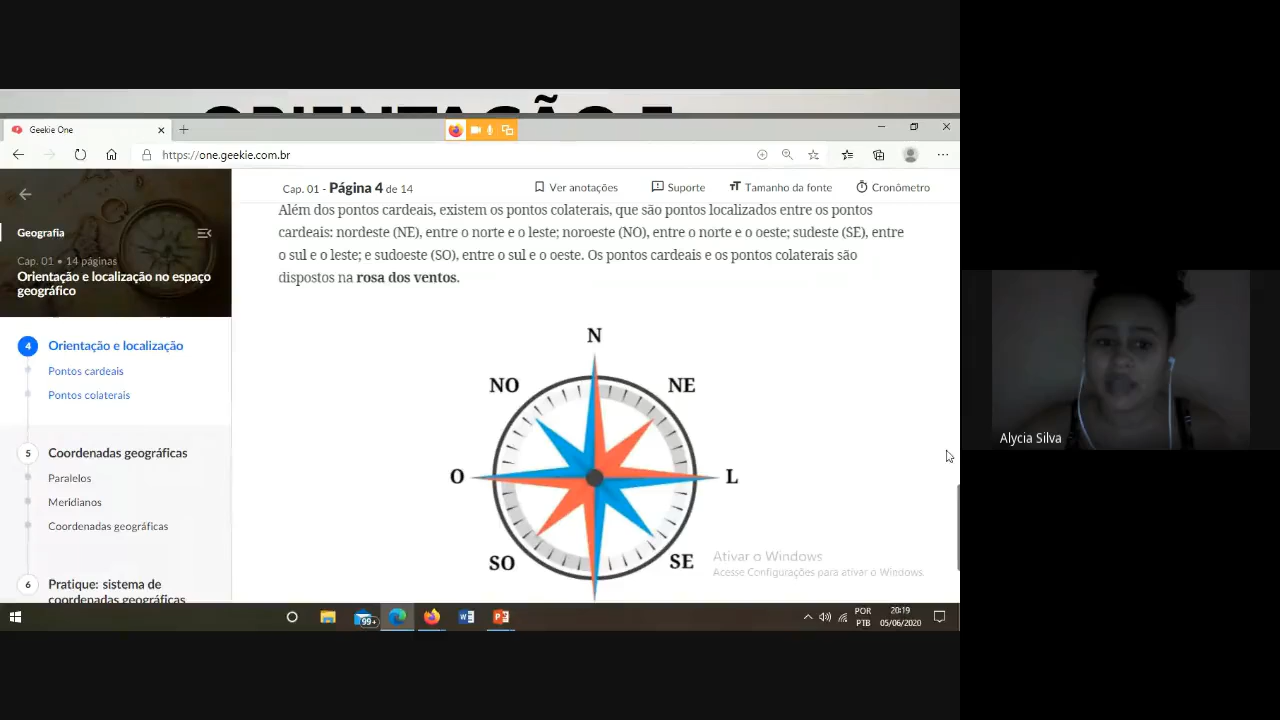 ORIENTAÇÃO E
Geekie One
https://one.geekie.com.br
Cap. 01 - Página 4 de 14
Ver anotações
Suporte
Tamanho da fonte
Cronômetro
Geografia
Cap. 01 • 14 páginas
Orientação e localização no espaço
geográfico
4 Orientação e localização
Pontos cardeais
Pontos colaterais
5 Coordenadas geográficas
Paralelos
Meridianos
Coordenadas geográficas
6 Pratique: sistema de
coordenadas geográficas
Além dos pontos cardeais, existem os pontos colaterais, que são pontos localizados entre os pontos
cardeais: nordeste (NE), entre o norte e o leste; noroeste (NO), entre o norte e o oeste; sudeste (SE), entre
o sul e o leste; e sudoeste (SO), entre o sul e o oeste. Os pontos cardeais e os pontos colaterais são
dispostos na rosa dos ventos.
N
NO
NE
O
L
SO
SE
Ativar o Windows
Acesse Configurações para ativar o Windows.
99+
POR
PTB
20:19
05/06/2020
Alycia Silva